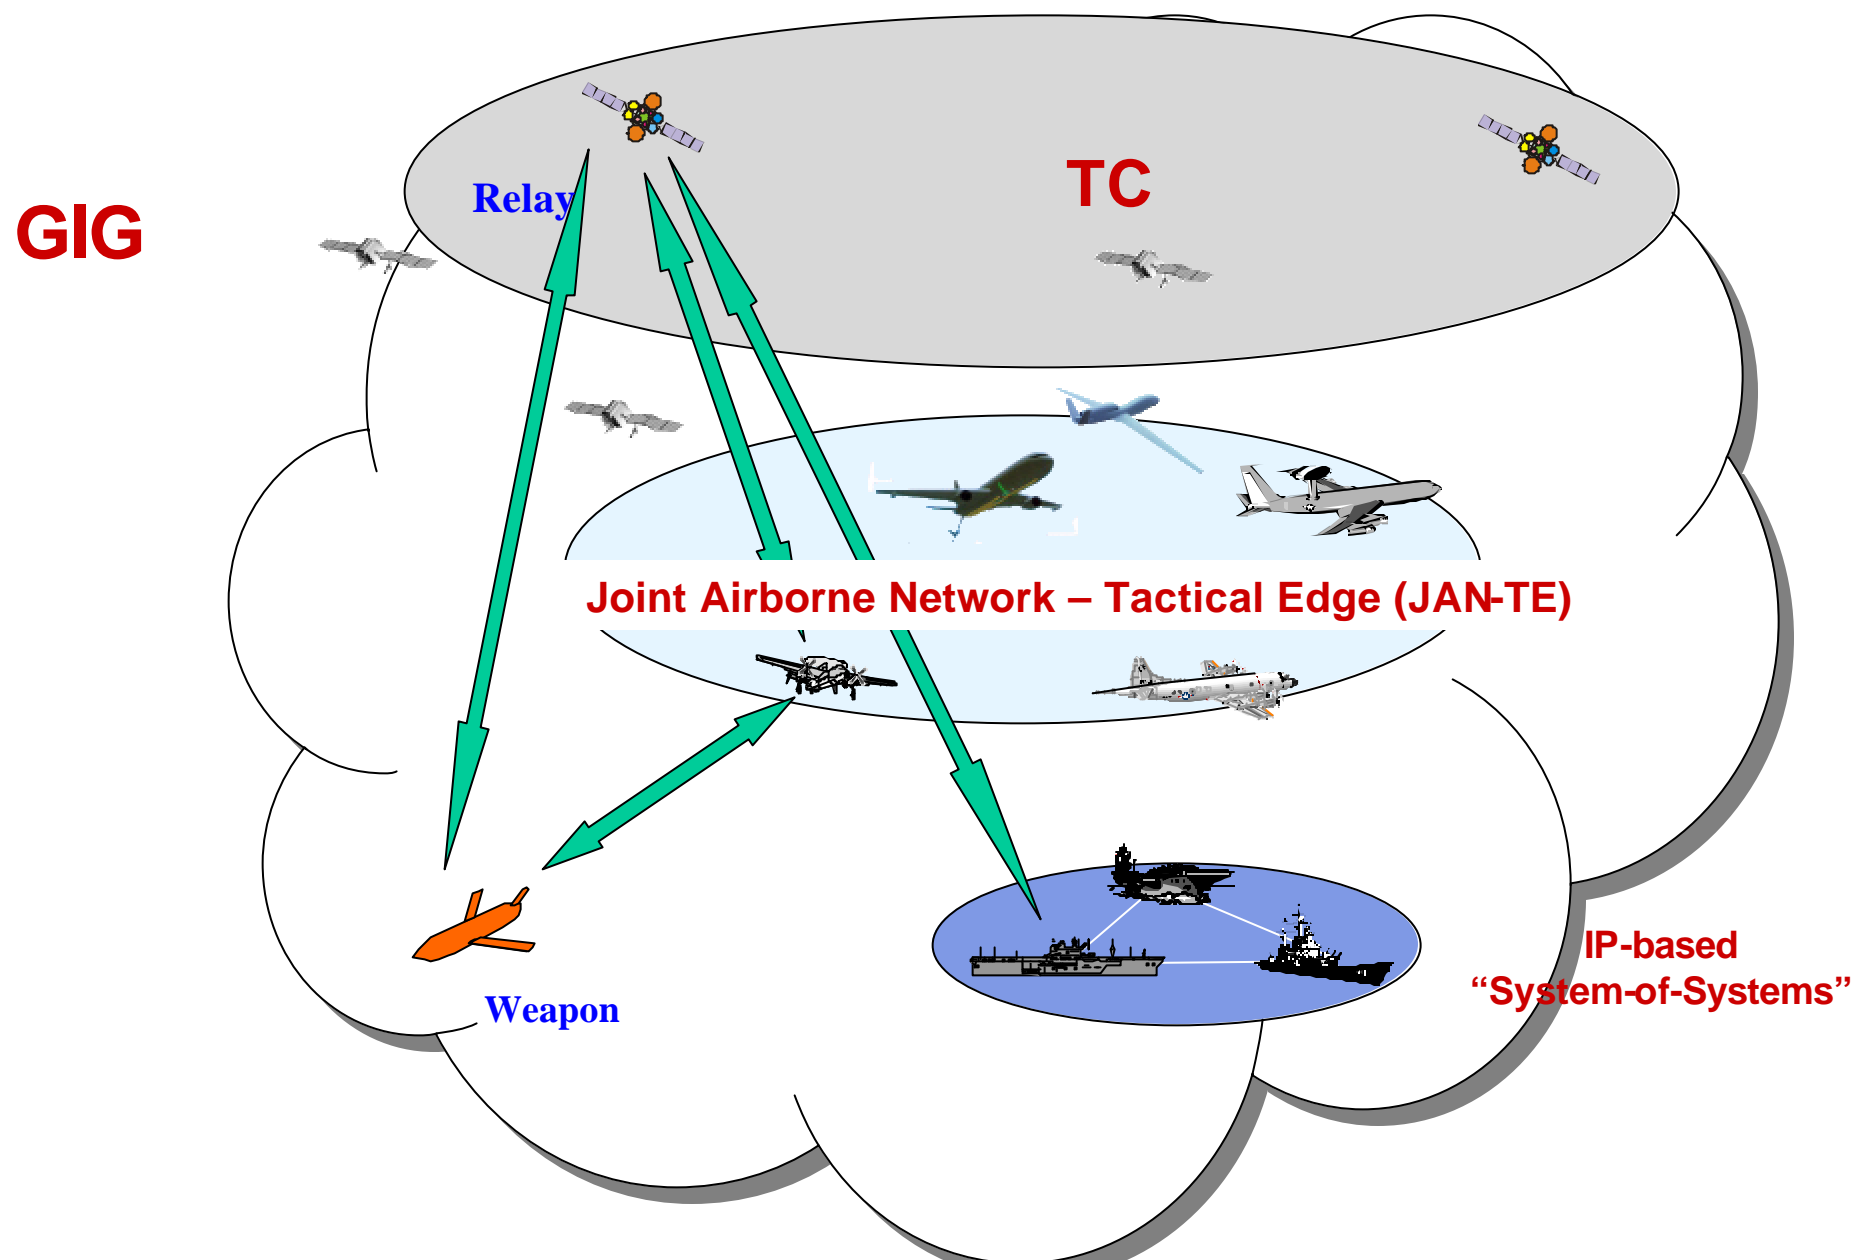 TC
Relay
GIG
Joint Airborne Network – Tactical Edge (JAN-TE)
IP-based
“System-of-Systems”
Weapon